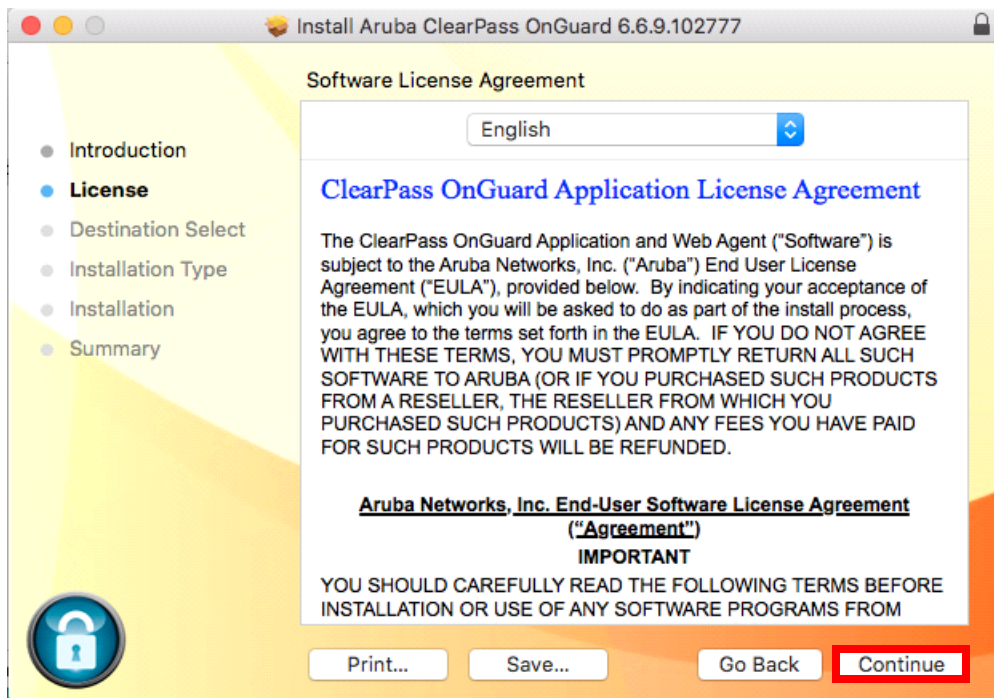 Install Aruba ClearPass OnGuard 6.6.9.102777
Software License Agreement
English
Introduction
License
Destination Select
Installation Type
Installation
Summary
ClearPass OnGuard Application License Agreement
The ClearPass OnGuard Application and Web Agent ("Software") is
subject to the Aruba Networks, Inc. ("Aruba") End User License
Agreement ("EULA"), provided below.  By indicating your acceptance of
the EULA, which you will be asked to do as part of the install process,
you agree to the terms set forth in the EULA.  IF YOU DO NOT AGREE
WITH THESE TERMS, YOU MUST PROMPTLY RETURN ALL SUCH
SOFTWARE TO ARUBA (OR IF YOU PURCHASED SUCH PRODUCTS
FROM A RESELLER, THE RESELLER FROM WHICH YOU
PURCHASED SUCH PRODUCTS) AND ANY FEES YOU HAVE PAID
FOR SUCH PRODUCTS WILL BE REFUNDED.
Aruba Networks, Inc. End-User Software License Agreement
("Agreement")
IMPORTANT
YOU SHOULD CAREFULLY READ THE FOLLOWING TERMS BEFORE
INSTALLATION OR USE OF ANY SOFTWARE PROGRAMS FROM
Print...
Save...
Go Back
Continue